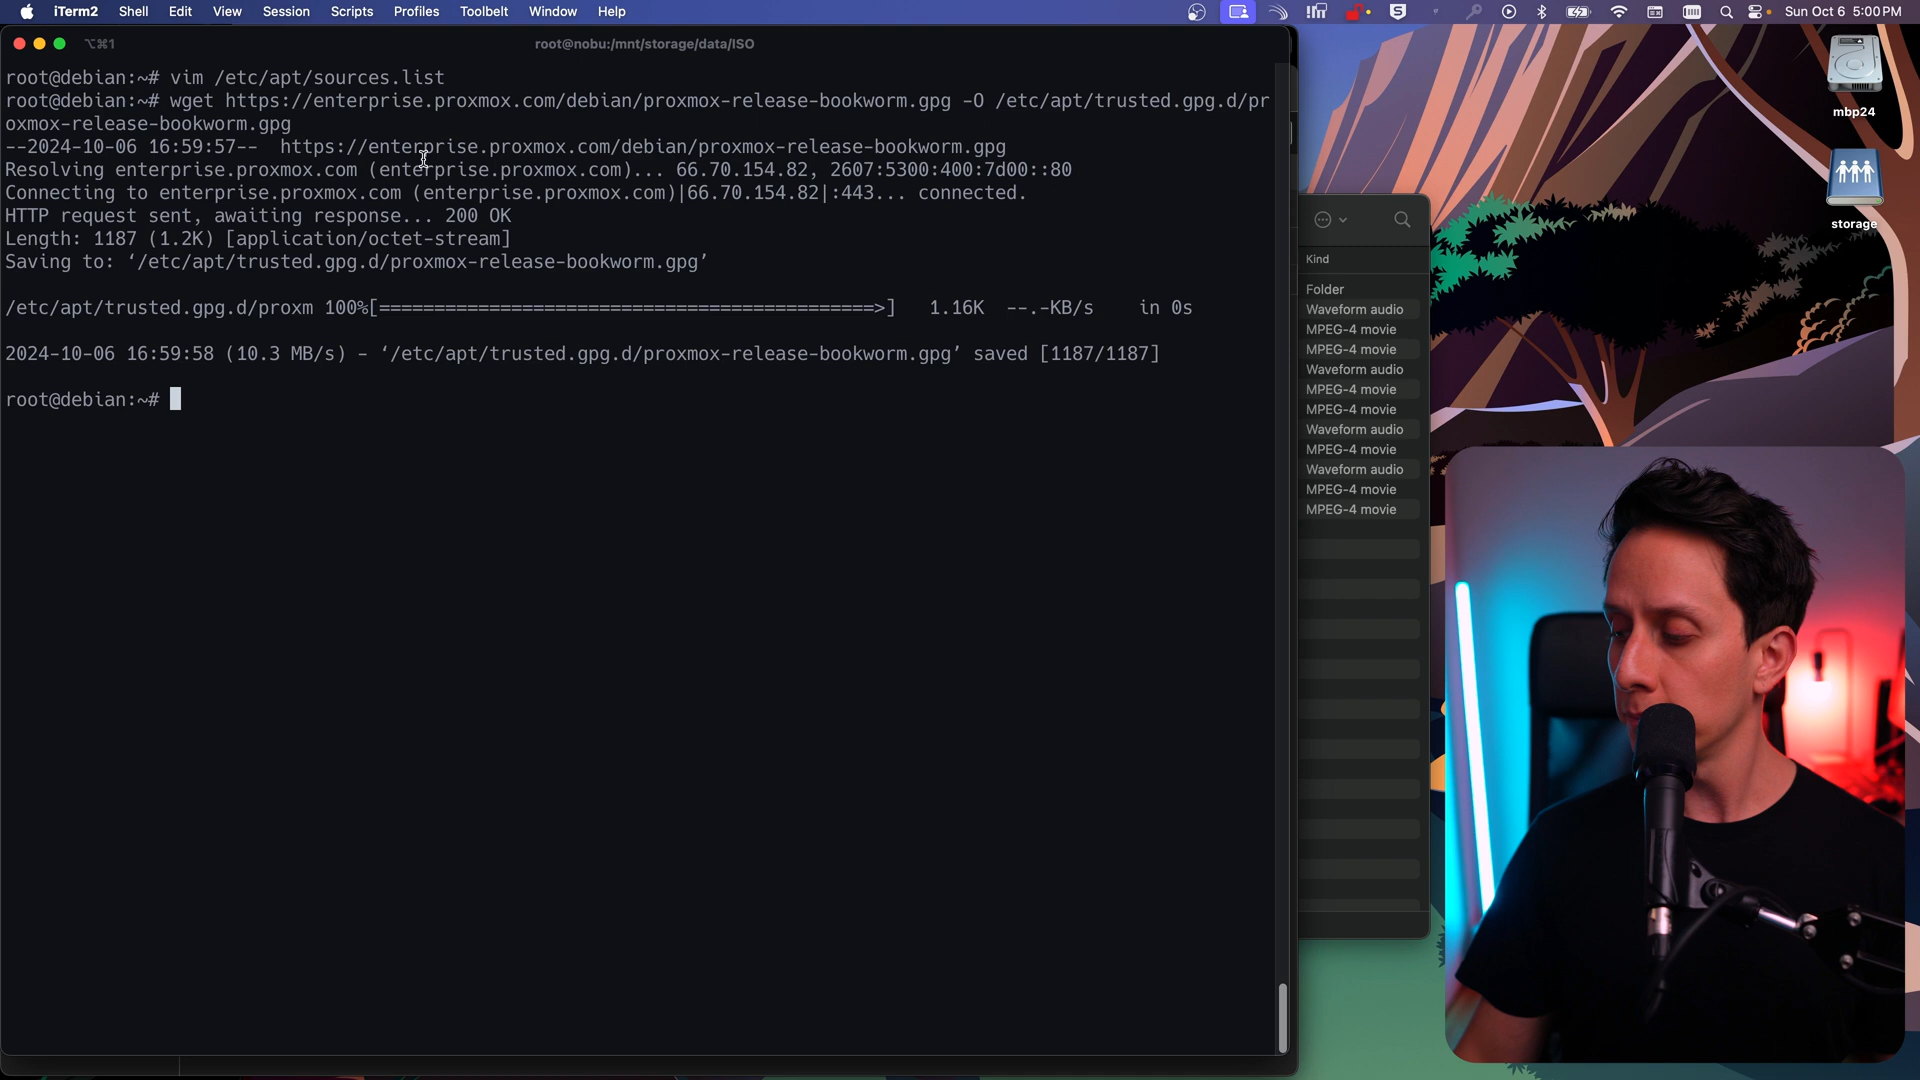 iTerm2 Shell Edit View Session Scripts Profiles Toolbelt Window Help
Sun Oct 6 5:00 PM
⌥⌘1
root@nobu:/mnt/storage/data/ISO
root@debian:~# vim /etc/apt/sources.list
root@debian:~# wget https://enterprise.proxmox.com/debian/proxmox-release-bookworm.gpg -O /etc/apt/trusted.gpg.d/pr
oxmox-release-bookworm.gpg
--2024-10-06 16:59:57--  https://enterprise.proxmox.com/debian/proxmox-release-bookworm.gpg
Resolving enterprise.proxmox.com (enterprise.proxmox.com)... 66.70.154.82, 2607:5300:400:7d00::80
Connecting to enterprise.proxmox.com (enterprise.proxmox.com)|66.70.154.82|:443... connected.
HTTP request sent, awaiting response... 200 OK
Length: 1187 (1.2K) [application/octet-stream]
Saving to: ‘/etc/apt/trusted.gpg.d/proxmox-release-bookworm.gpg’
/etc/apt/trusted.gpg.d/proxm 100%[=============================================>]   1.16K  --.-KB/s    in 0s
2024-10-06 16:59:58 (10.3 MB/s) - ‘/etc/apt/trusted.gpg.d/proxmox-release-bookworm.gpg’ saved [1187/1187]
root@debian:~#
Kind
Folder
Waveform audio
MPEG-4 movie
MPEG-4 movie
Waveform audio
MPEG-4 movie
MPEG-4 movie
Waveform audio
MPEG-4 movie
Waveform audio
MPEG-4 movie
MPEG-4 movie
mbp24
storage